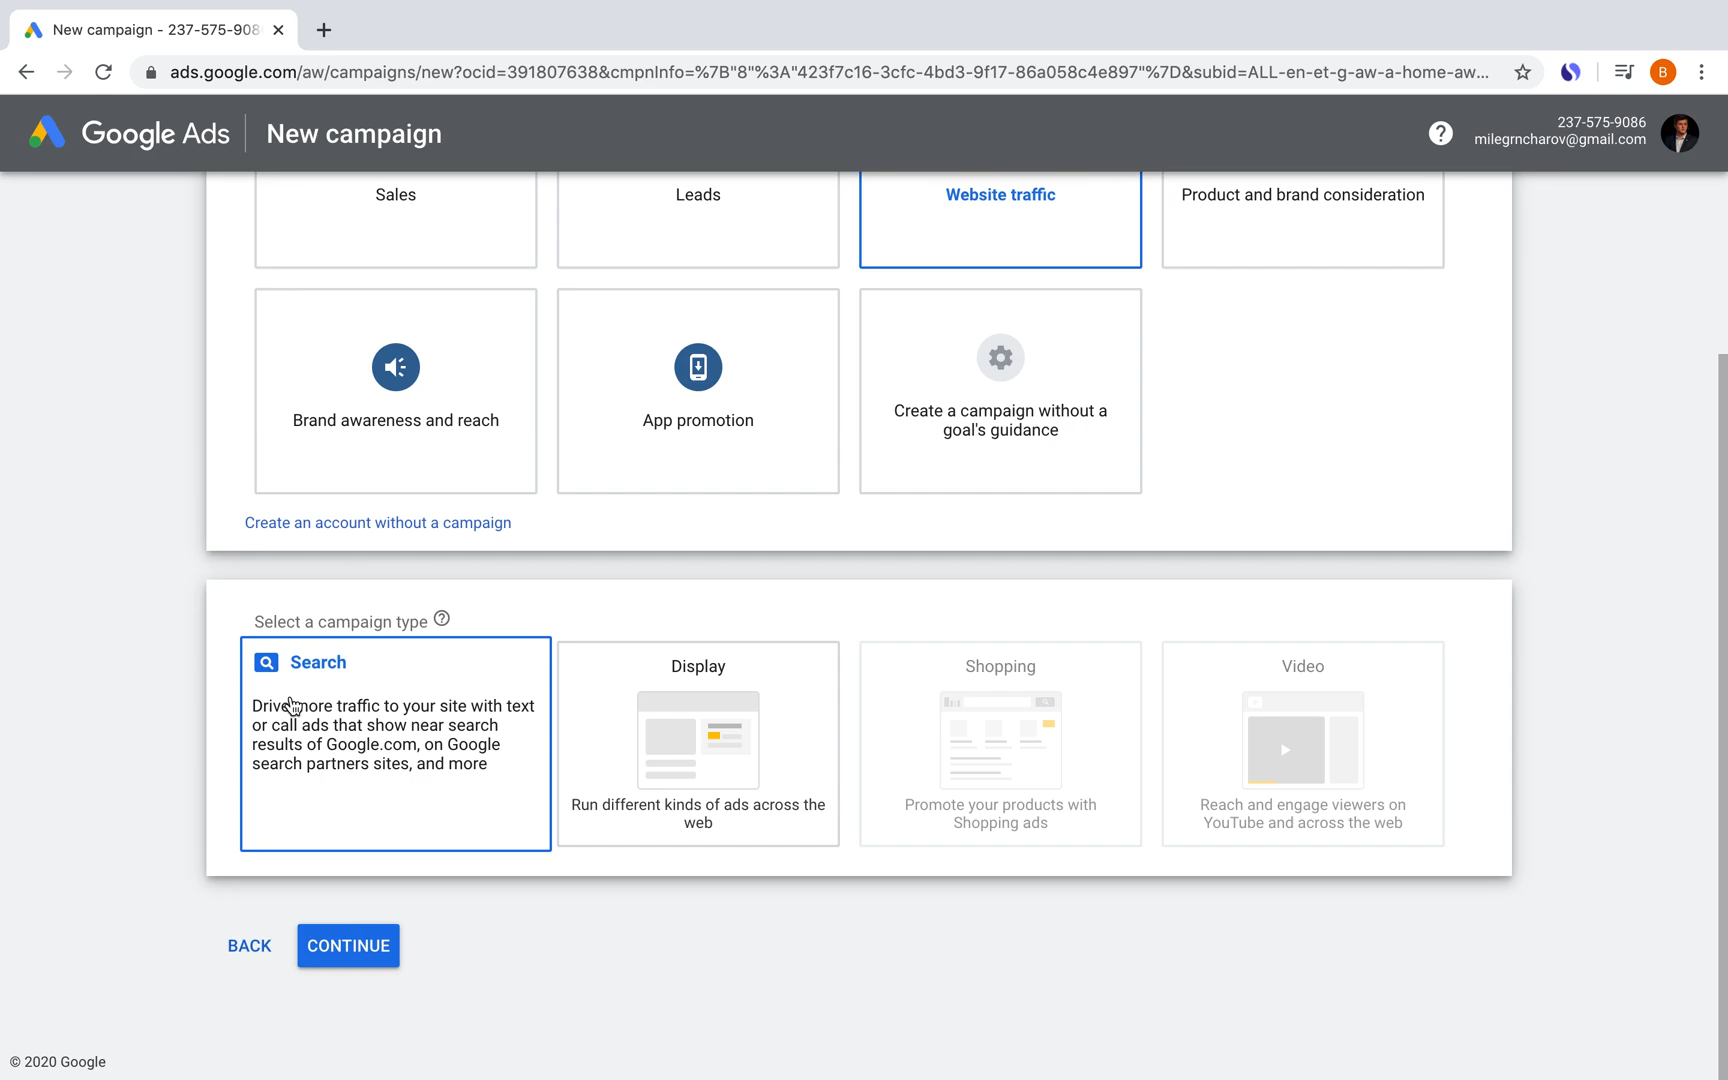 New campaign - 237-575-908
ads.google.com/aw/campaigns/new?ocid=391807638&cmpnInfo=%7B"8"%3A"423f7c16-3cfc-4bd3-9f17-86a058c4e897"%7D&subid=ALL-en-et-g-aw-a-home-aw...
B
Google Ads
New campaign
237-575-9086
milegrncharov@gmail.com
Sales
Leads
Website traffic
Product and brand consideration
Brand awareness and reach
App promotion
Create a campaign without a
goal's guidance
Create an account without a campaign
Select a campaign type
Search
Drive more traffic to your site with text
or call ads that show near search
results of Google.com, on Google
search partners sites, and more
Display
Run different kinds of ads across the
web
Shopping
Promote your products with
Shopping ads
Video
Reach and engage viewers on
YouTube and across the web
BACK
CONTINUE
© 2020 Google